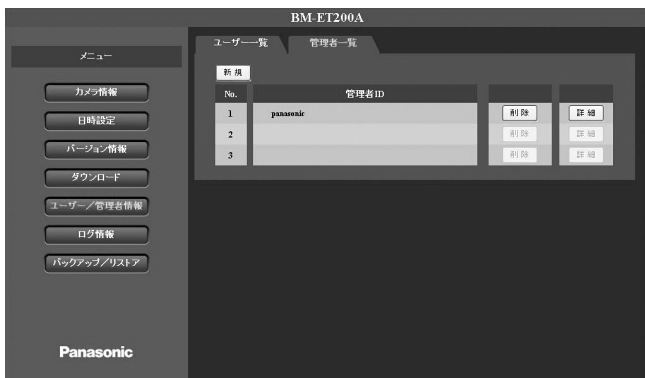 BM-ET200A
メニュー
カメラ情報
日時設定
バージョン情報
ダウンロード
ユーザー／管理者情報
ログ情報
バックアップ／リストア
Panasonic
ユーザー一覧 管理者一覧
新規
No. 管理者ID
1 panasonic 削除 詳細
2 削除 詳細
3 削除 詳細